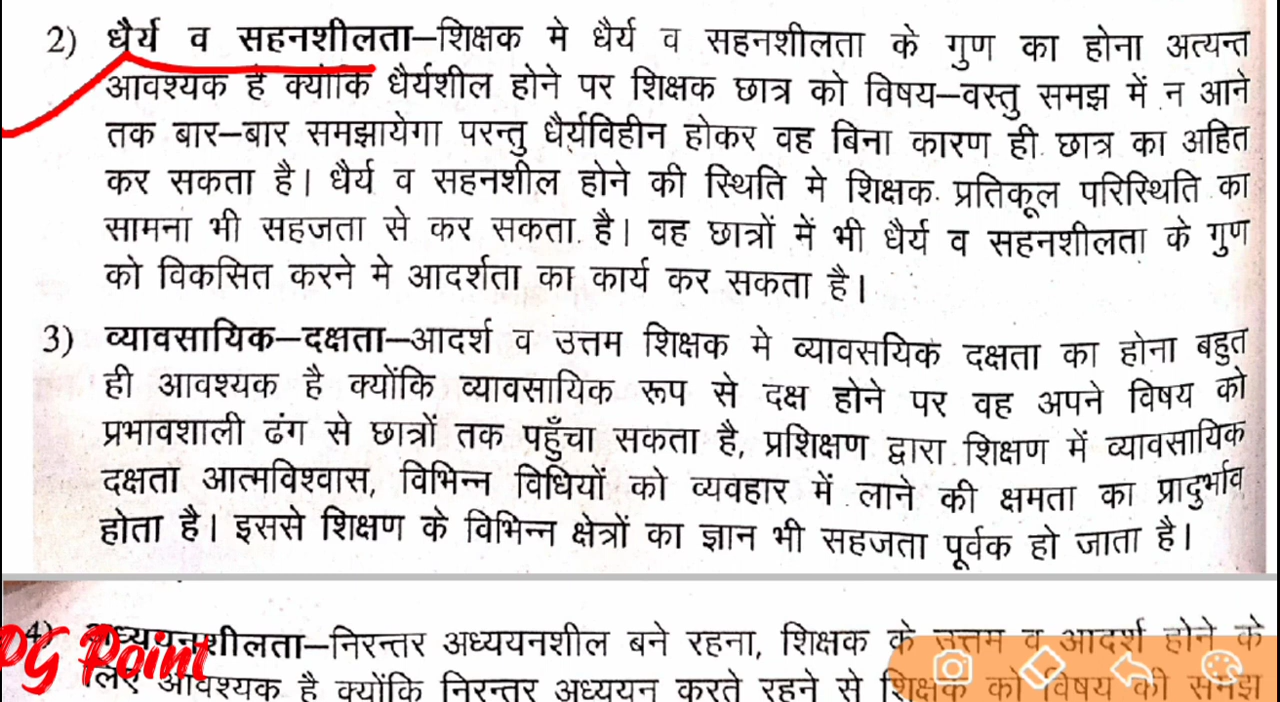 2) धैर्य व सहनशीलता–शिक्षक मे धैर्य व सहनशीलता के गुण का होना अत्यन्त
आवश्यक है क्योंकि धैर्यशील होने पर शिक्षक छात्र को विषय–वस्तु समझ में न आने
तक बार–बार समझायेगा परन्तु धैर्यविहीन होकर वह बिना कारण ही छात्र का अहित
कर सकता है। धैर्य व सहनशील होने की स्थिति मे शिक्षक प्रतिकूल परिस्थिति का
सामना भी सहजता से कर सकता है। वह छात्रों में भी धैर्य व सहनशीलता के गुण
को विकसित करने मे आदर्शता का कार्य कर सकता है।
3) व्यावसायिक–दक्षता–आदर्श व उत्तम शिक्षक मे व्यावसयिक दक्षता का होना बहुत
ही आवश्यक है क्योंकि व्यावसायिक रूप से दक्ष होने पर वह अपने विषय को
प्रभावशाली ढंग से छात्रों तक पहुँचा सकता है, प्रशिक्षण द्वारा शिक्षण में व्यावसायिक
दक्षता आत्मविश्वास, विभिन्न विधियों को व्यवहार में लाने की क्षमता का प्रादुर्भाव
होता है। इससे शिक्षण के विभिन्न क्षेत्रों का ज्ञान भी सहजता पूर्वक हो जाता है।
4) अध्ययनशीलता–निरन्तर अध्ययनशील बने रहना, शिक्षक के उत्तम व आदर्श होने के
PG Point
लिए आवश्यक है क्योंकि निरन्तर अध्ययन करते रहने से शिक्षक को विषय की समझ